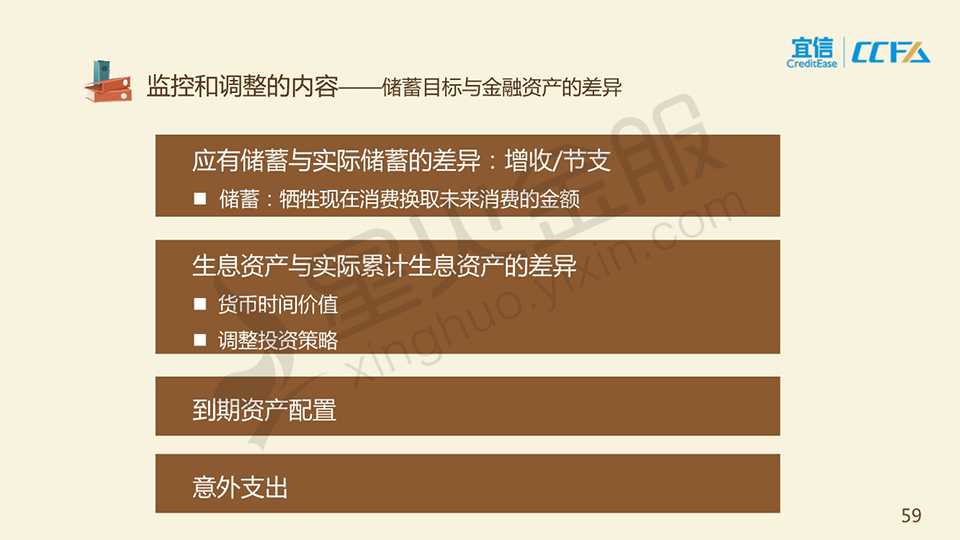 宜信
CreditEase
CCFA
监控和调整的内容——储蓄目标与金融资产的差异
应有储蓄与实际储蓄的差异：增收/节支
储蓄：牺牲现在消费换取未来消费的金额
生息资产与实际累计生息资产的差异
货币时间价值
调整投资策略
到期资产配置
意外支出
星火金服
xinghuo.yixin.com
59